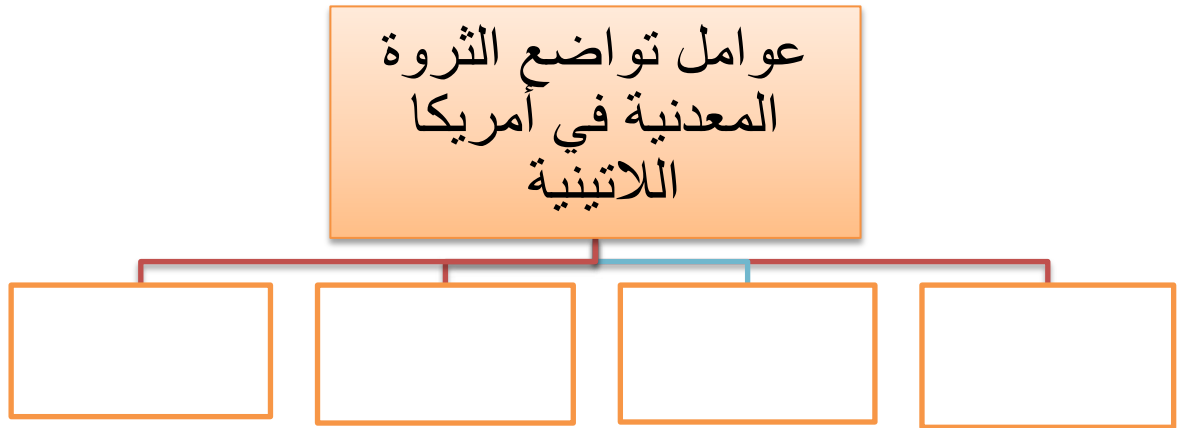 عوامل تواضع الثروة
المعدنية في أمريكا
اللاتينية